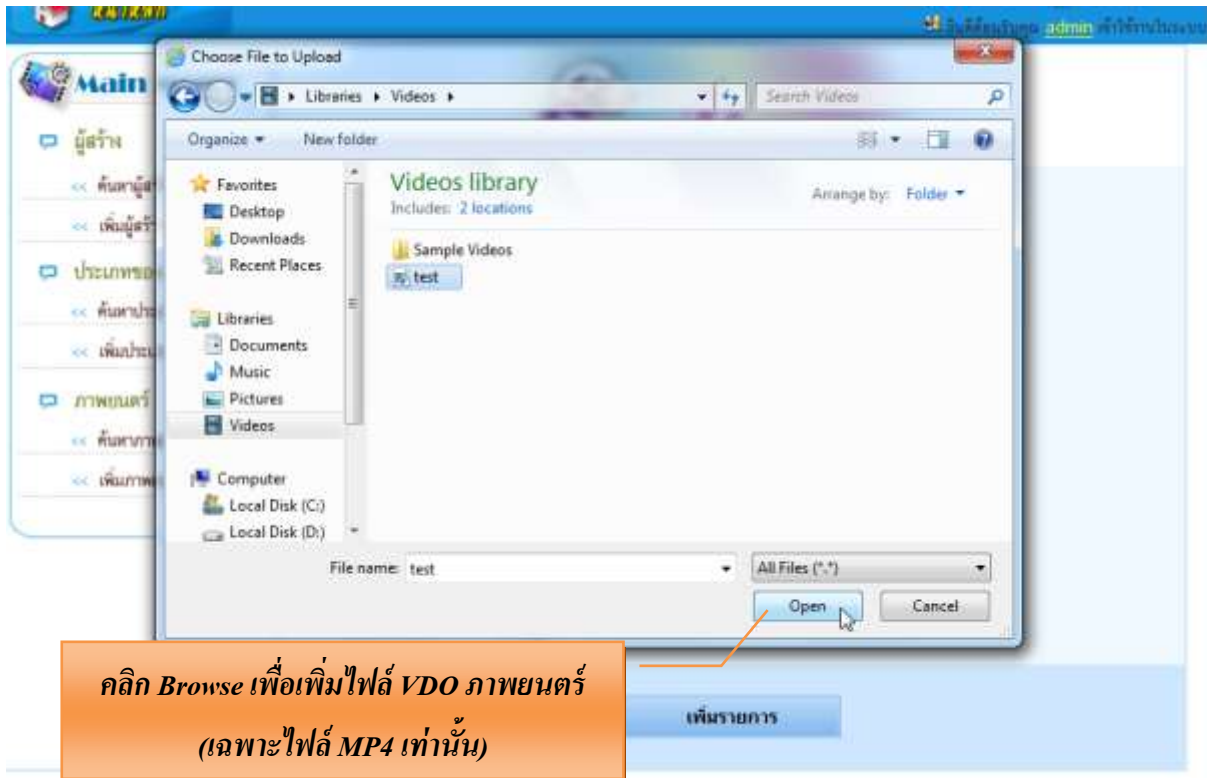 admin
Choose File to Upload
Main
Libraries Videos
Search Videos
Organize New folder
ผู้สร้าง
Favorites
Desktop
Downloads
Recent Places
Libraries
Documents
Music
Pictures
Videos
Computer
Local Disk (C:)
Local Disk (D:)
Videos library
Includes: 2 locations
Arrange by: Folder
Sample Videos
test
ภาพยนตร์
File name: test
All Files (*.*)
Open Cancel
คลิก Browse เพื่อเพิ่มไฟล์ VDO ภาพยนตร์
(เฉพาะไฟล์ MP4 เท่านั้น)
เพิ่มรายการ